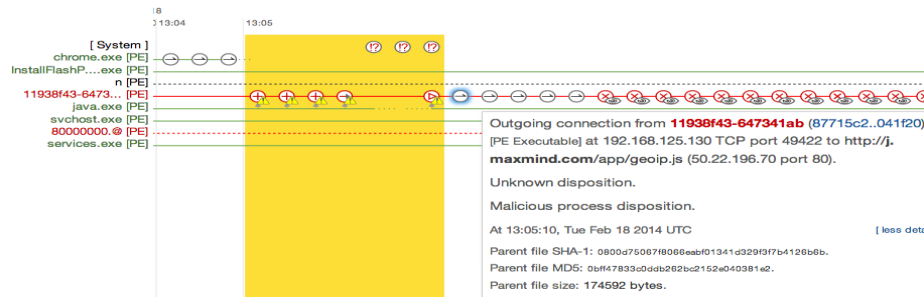 18
0 13:04 13:05
[ System ]
chrome.exe [PE]
InstallFlashP....exe [PE]
n [PE]
11938f43-6473... [PE]
java.exe [PE]
svchost.exe [PE]
80000000.@ [PE]
services.exe [PE]
Outgoing connection from 11938f43-647341ab (87715c2..041f20)
[PE Executable] at 192.168.125.130 TCP port 49422 to http://j.
maxmind.com/app/geoip.js (50.22.196.70 port 80).
Unknown disposition.
Malicious process disposition.
At 13:05:10, Tue Feb 18 2014 UTC [ less deta
Parent file SHA-1: 0800d75067f8066eabf01341d329f3f7b4126b6b.
Parent file MD5: 0bff47833c0ddb262bc2152e040381e2.
Parent file size: 174592 bytes.